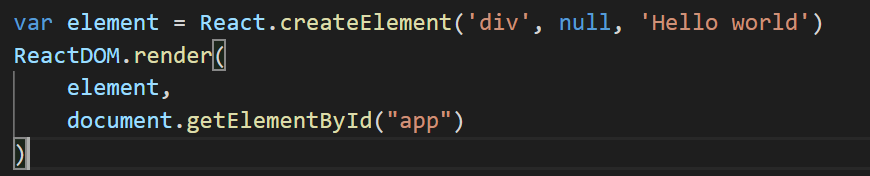 var element = React.createElement('div', null, 'Hello world')
ReactDOM.render(
    element,
    document.getElementById("app")
)